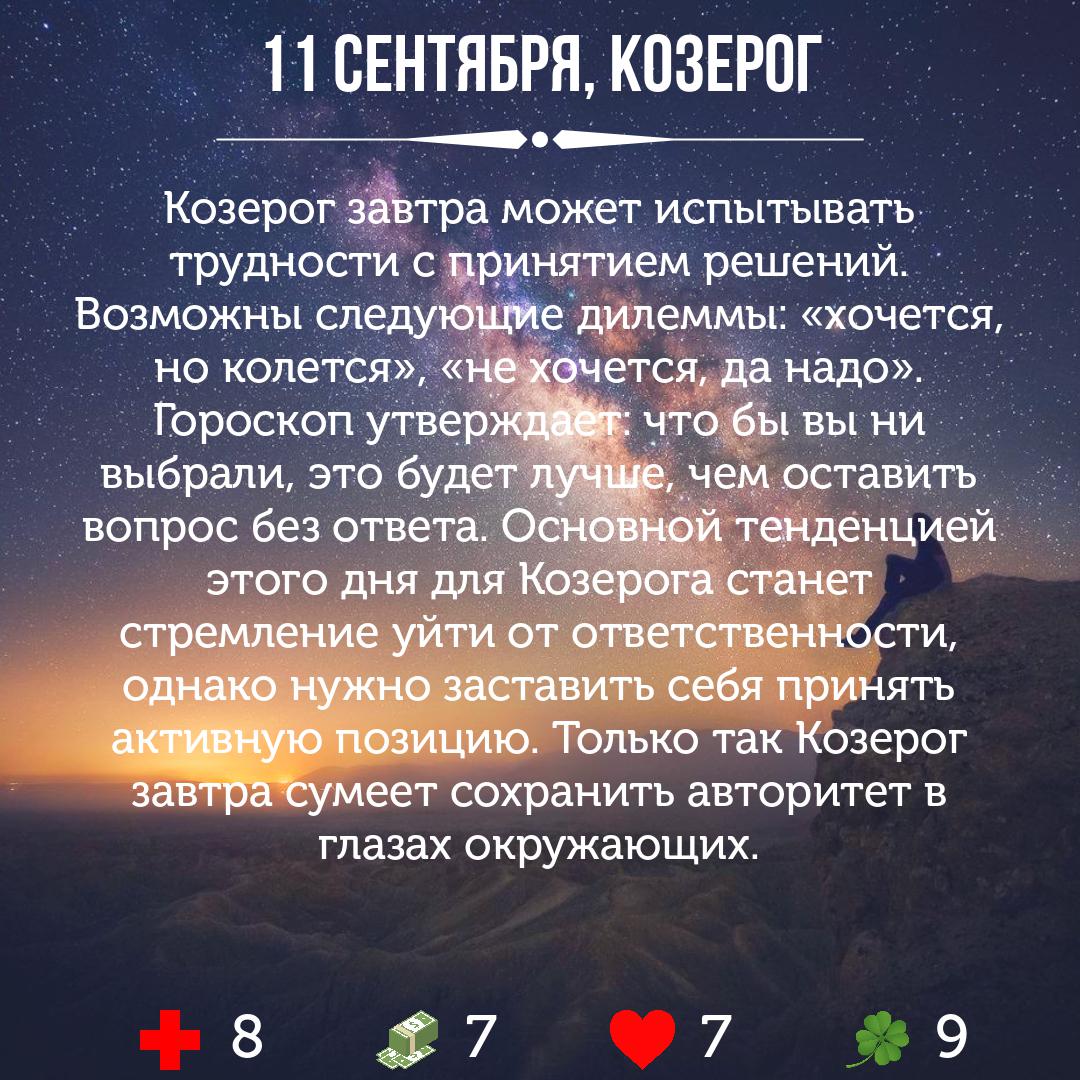 11 СЕНТЯБРЯ, КОЗЕРОГ
Козерог завтра может испытывать
трудности с принятием решений.
Возможны следующие дилеммы: «хочется,
но колется», «не хочется, да надо».
Гороскоп утверждает: что бы вы ни
выбрали, это будет лучше, чем оставить
вопрос без ответа. Основной тенденцией
этого дня для Козерога станет
стремление уйти от ответственности,
однако нужно заставить себя принять
активную позицию. Только так Козерог
завтра сумеет сохранить авторитет в
глазах окружающих.
8 7 7 9